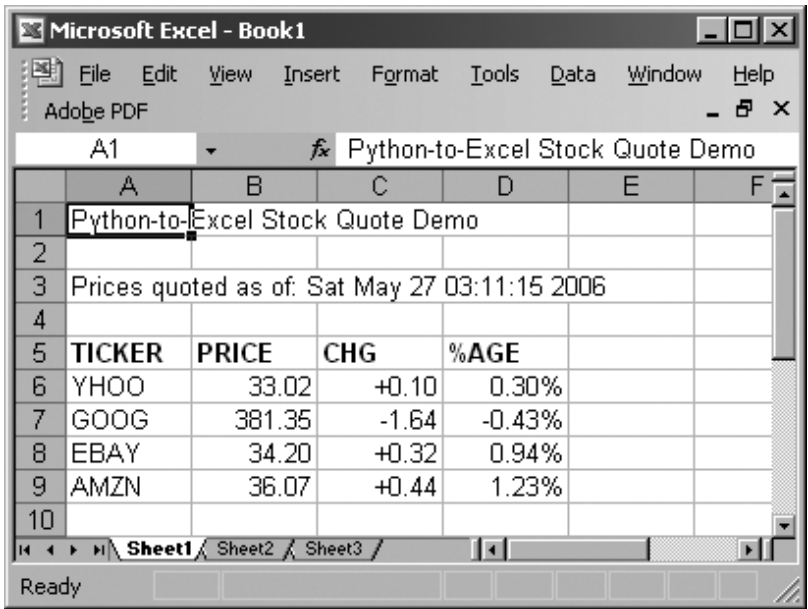 Microsoft Excel - Book1
File Edit View Insert Format Tools Data Window Help
Adobe PDF
A1 fx Python-to-Excel Stock Quote Demo
A B C D E F
1 Python-to-Excel Stock Quote Demo
2
3 Prices quoted as of: Sat May 27 03:11:15 2006
4
5 TICKER PRICE CHG %AGE
6 YHOO 33.02 +0.10 0.30%
7 GOOG 381.35 -1.64 -0.43%
8 EBAY 34.20 +0.32 0.94%
9 AMZN 36.07 +0.44 1.23%
10
Sheet1 Sheet2 Sheet3
Ready